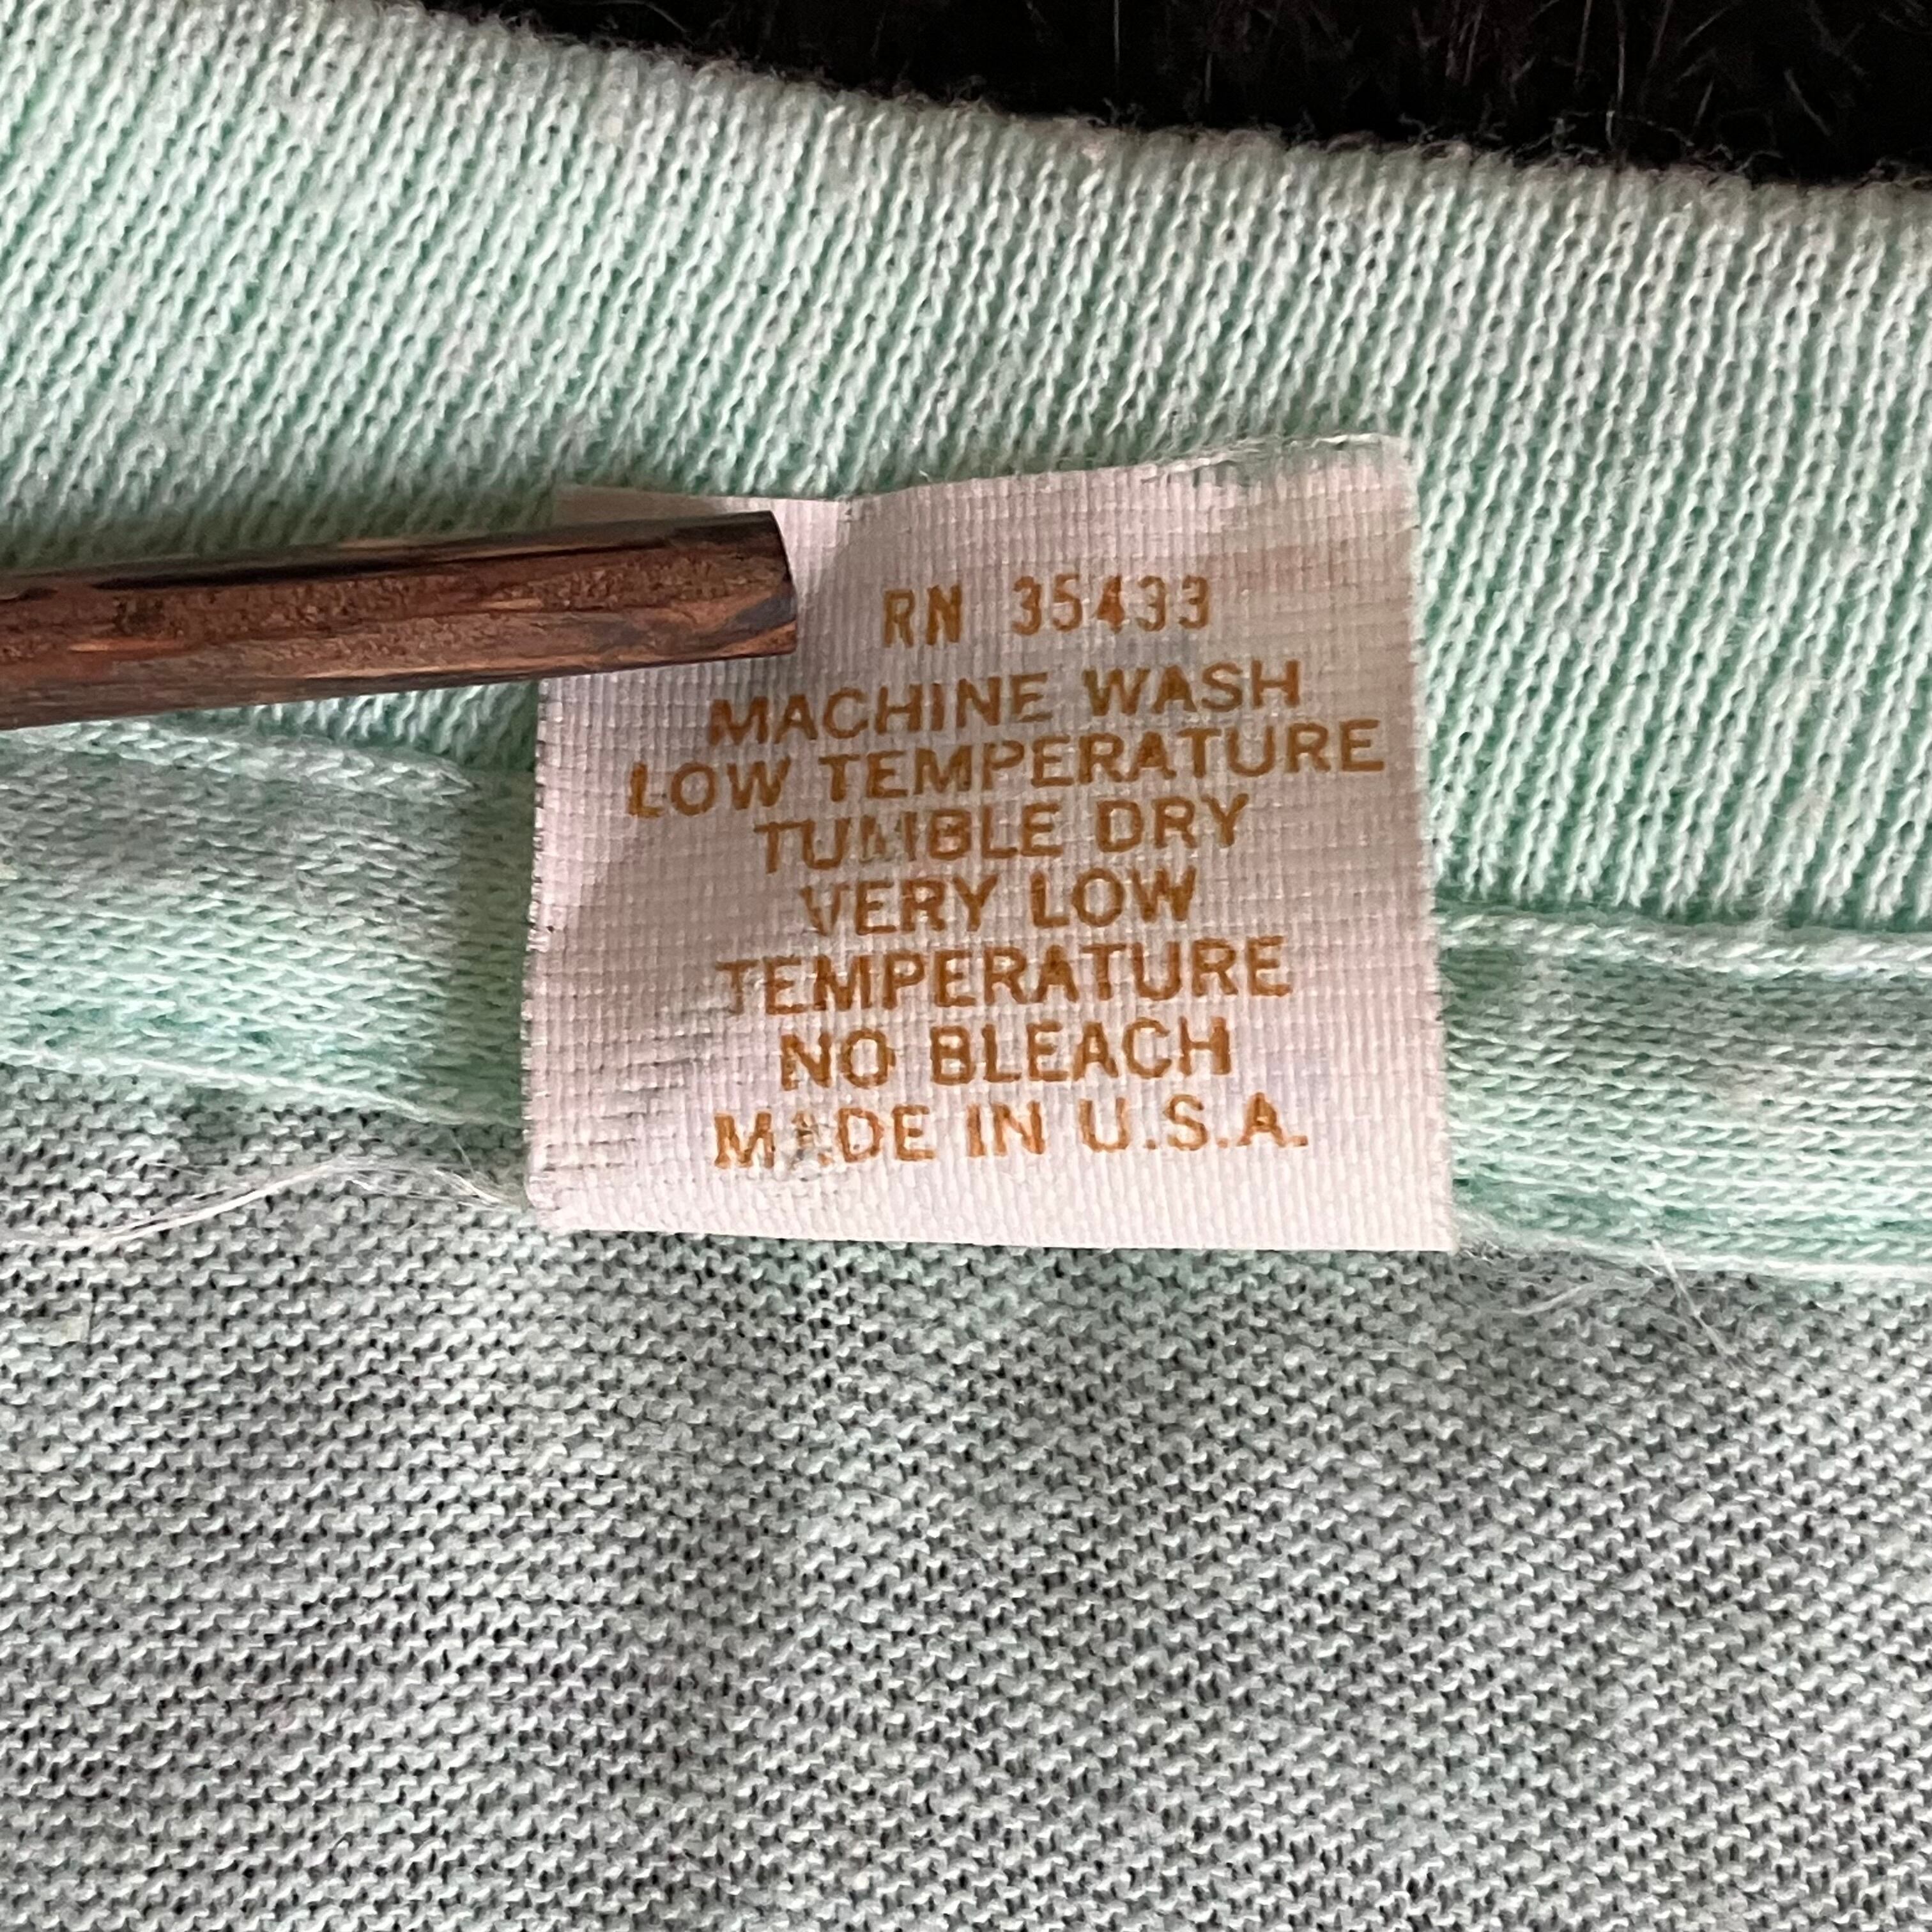 RN 35433
MACHINE WASH
LOW TEMPERATURE
TUMBLE DRY
VERY LOW
TEMPERATURE
NO BLEACH
MADE IN U.S.A.